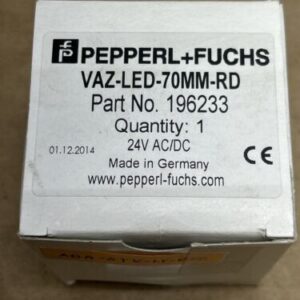 PEPPERL+FUCHS
VAZ-LED-70MM-RD
Part No. 196233
Quantity: 1
24V AC/DC
01.12.2014
Made in Germany
CE
www.pepperl-fuchs.com